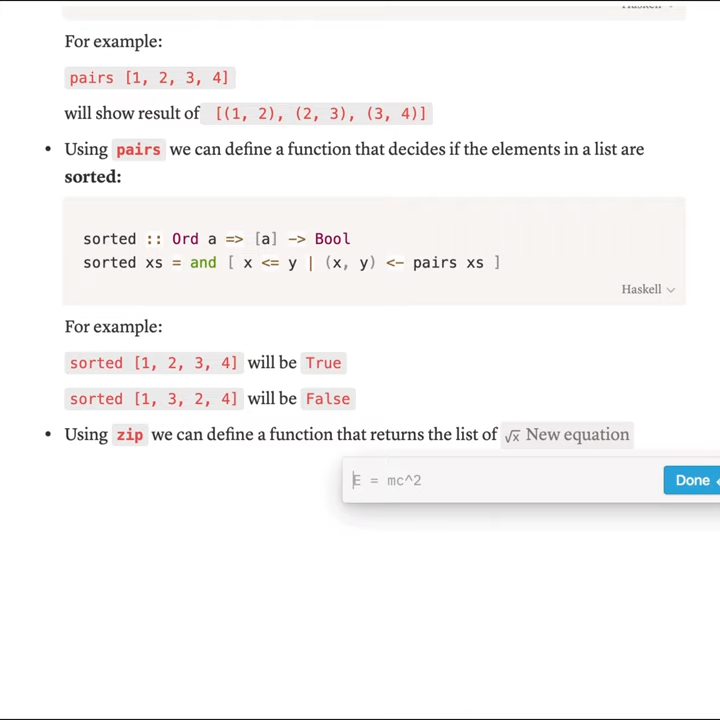 Haskell
For example:
pairs [1, 2, 3, 4]
will show result of [(1, 2), (2, 3), (3, 4)]
• Using pairs we can define a function that decides if the elements in a list are
sorted:
sorted :: Ord a => [a] -> Bool
sorted xs = and [ x <= y | (x, y) <- pairs xs ]
Haskell
For example:
sorted [1, 2, 3, 4] will be True
sorted [1, 3, 2, 4] will be False
• Using zip we can define a function that returns the list of √x New equation
E = mc^2
Done